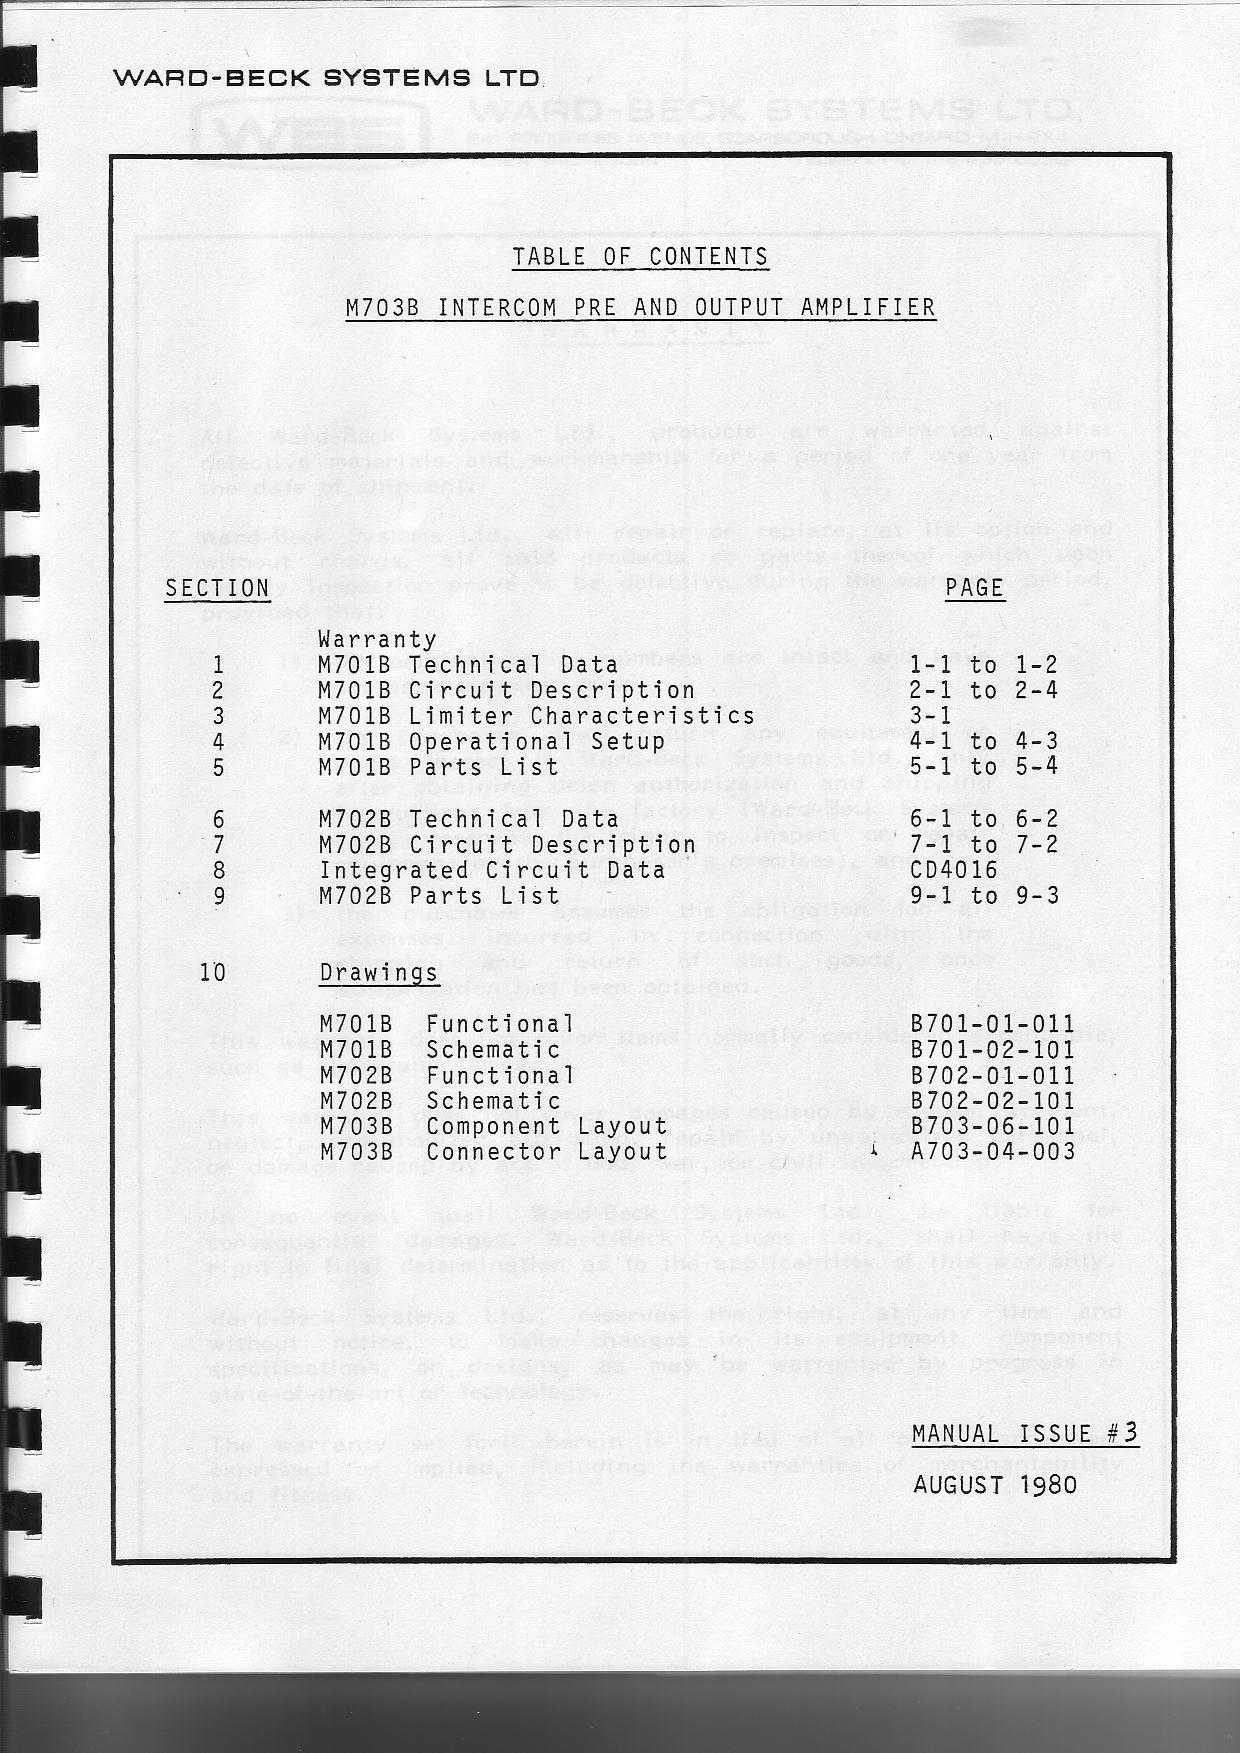 WARD-BECK SYSTEMS LTD.
TABLE OF CONTENTS
M703B INTERCOM PRE AND OUTPUT AMPLIFIER
SECTION PAGE
Warranty
1 M701B Technical Data 1-1 to 1-2
2 M701B Circuit Description 2-1 to 2-4
3 M701B Limiter Characteristics 3-1
4 M701B Operational Setup 4-1 to 4-3
5 M701B Parts List 5-1 to 5-4
6 M702B Technical Data 6-1 to 6-2
7 M702B Circuit Description 7-1 to 7-2
8 Integrated Circuit Data CD4016
9 M702B Parts List 9-1 to 9-3
10 Drawings
M701B Functional B701-01-011
M701B Schematic B701-02-101
M702B Functional B702-01-011
M702B Schematic B702-02-101
M703B Component Layout B703-06-101
M703B Connector Layout A703-04-003
MANUAL ISSUE #3
AUGUST 1980